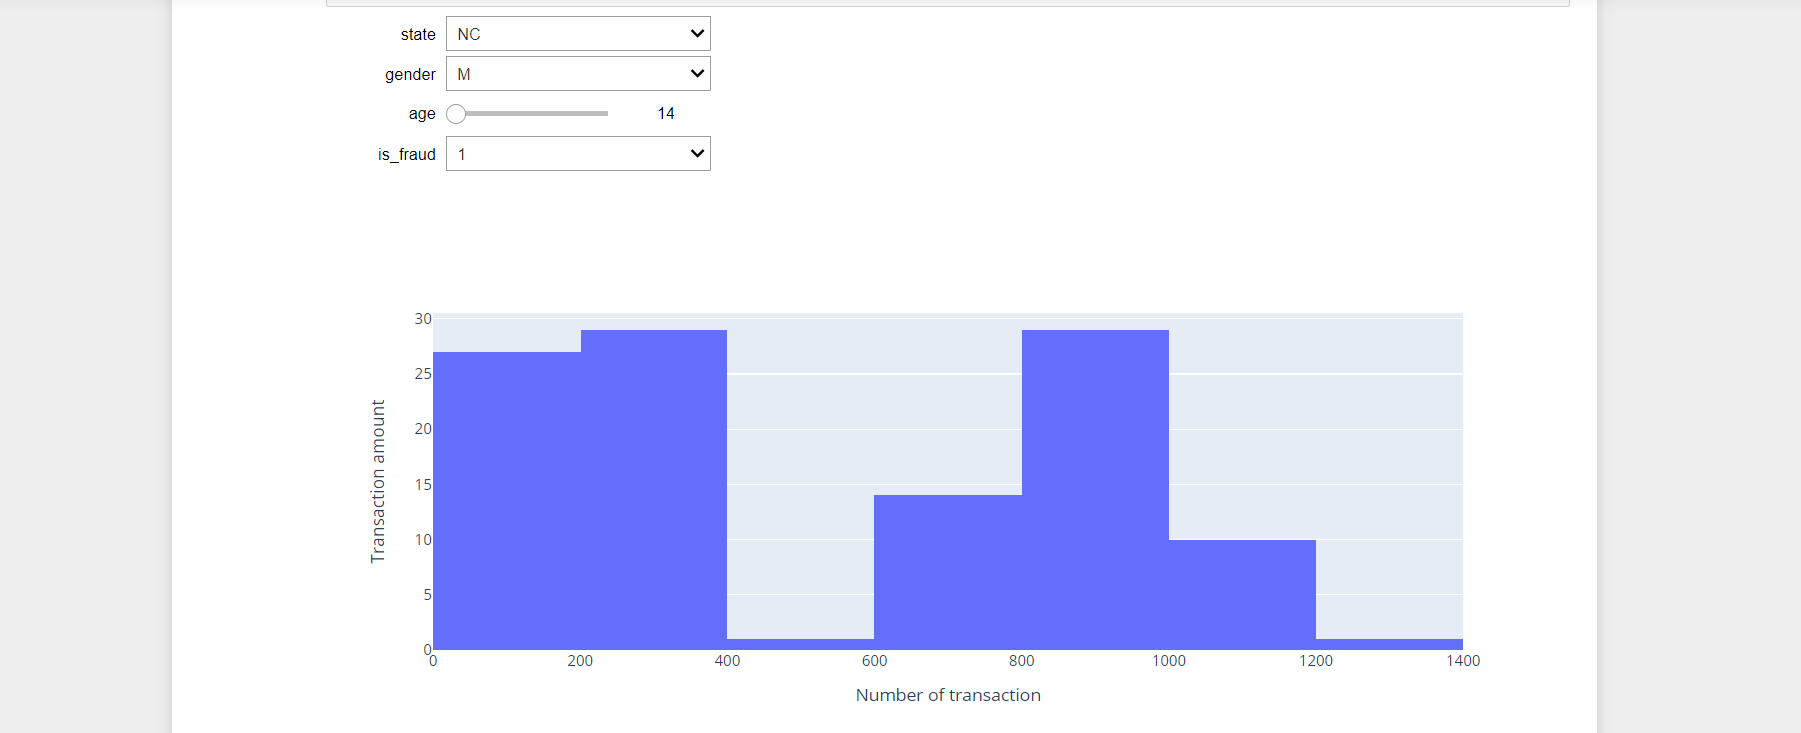 state NC
gender M
age 14
is_fraud 1
30
25
20
15
10
5
0
Transaction amount
0 200 400 600 800 1000 1200 1400
Number of transaction